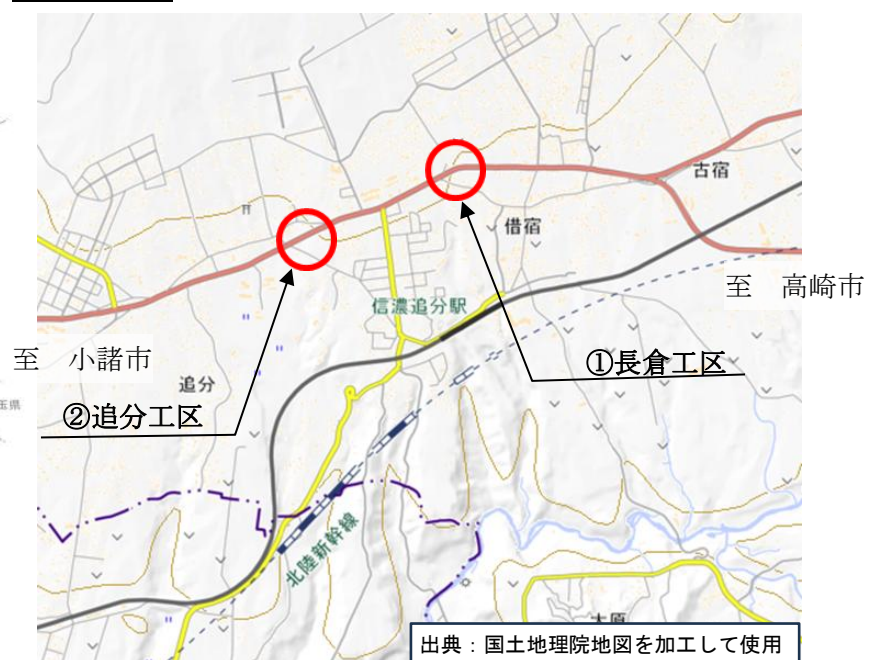 古宿
借宿
至 高崎市
信濃追分駅
至 小諸市
①長倉工区
追分
玉県
②追分工区
北陸新幹線
大原
出典：国土地理院地図を加工して使用